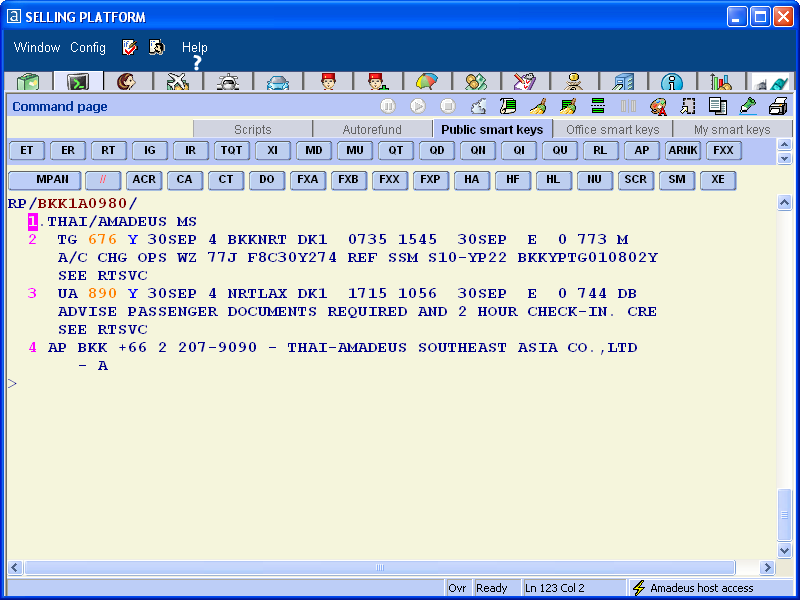 SELLING PLATFORM
Window Config Help
?
Command page
Scripts Autorefund Public smart keys Office smart keys My smart keys
ET ER RT IG IR TQT XI MD MU QT QD QN QI QU RL AP ARNK FXX
MPAN // ACR CA CT DO FXA FXB FXX FXP HA HF HL NU SCR SM XE
RP/BKK1A0980/
1.THAI/AMADEUS MS
2 TG 676 Y 30SEP 4 BKKNRT DK1 0735 1545 30SEP E 0 773 M
A/C CHG OPS WZ 77J F8C30Y274 REF SSM S10-YP22 BKKYPTG010802Y
SEE RTSVC
3 UA 890 Y 30SEP 4 NRTLAX DK1 1715 1056 30SEP E 0 744 DB
ADVISE PASSENGER DOCUMENTS REQUIRED AND 2 HOUR CHECK-IN. CRE
SEE RTSVC
4 AP BKK +66 2 207-9090 - THAI-AMADEUS SOUTHEAST ASIA CO.,LTD
- A
>
Ovr Ready Ln 123 Col 2 Amadeus host access